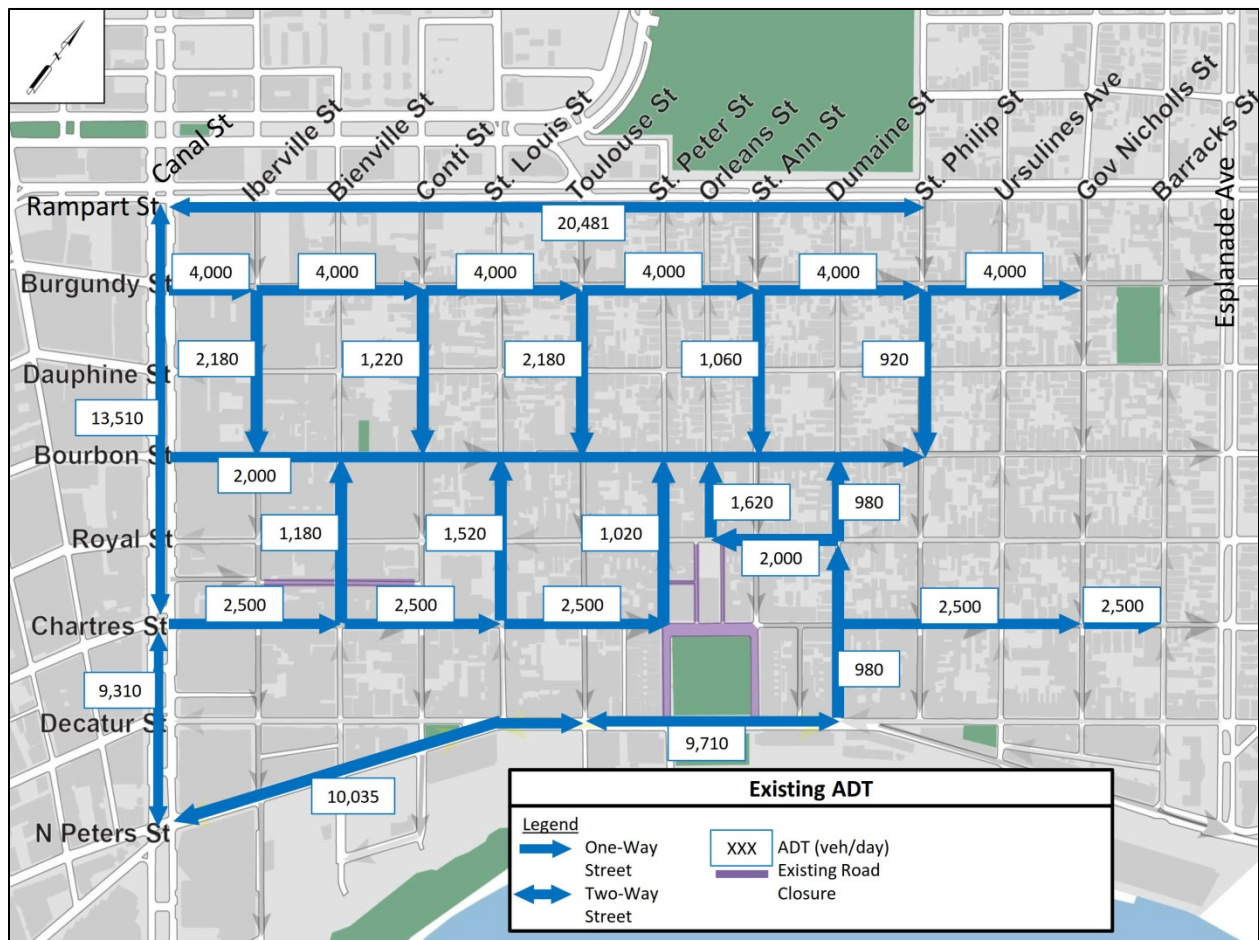 Canal St
Iberville St
Bienville St
Conti St
St. Louis St
Toulouse St
St. Peter St
Orleans St
St. Ann St
Dumaine St
St. Phillip St
Ursulines Ave
Gov Nicholls St
Barracks St
Esplanade Ave
Rampart St
20,481
4,000
4,000
4,000
4,000
4,000
4,000
Burgundy St
2,180
1,220
2,180
1,060
920
Dauphine St
13,510
Bourbon St
2,000
1,180
1,520
1,020
1,620
980
Royal St
2,000
2,500
2,500
2,500
2,500
2,500
Chartres St
9,310
980
Decatur St
9,710
10,035
N Peters St
Existing ADT
Legend
One-Way
Street
Two-Way
Street
XXX
ADT (veh/day)
Existing Road
Closure